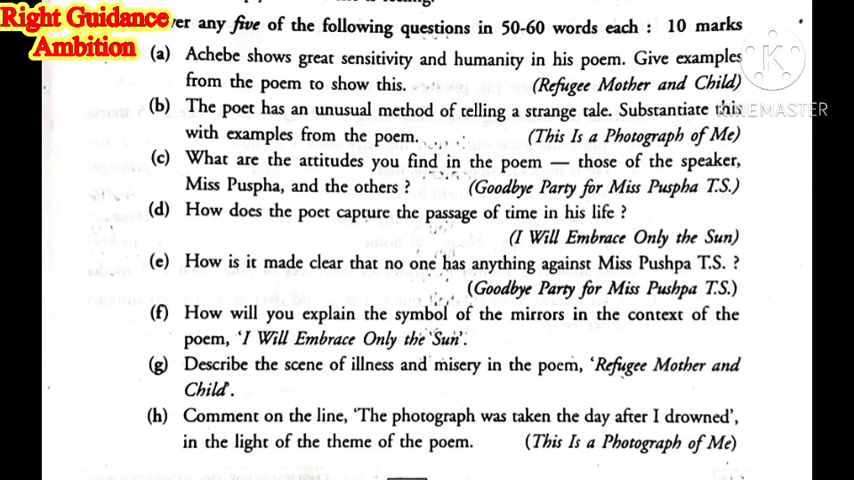 Right Guidance
Ambition
ver any five of the following questions in 50-60 words each : 10 marks
(a) Achebe shows great sensitivity and humanity in his poem. Give examples
from the poem to show this. (Refugee Mother and Child)
(b) The poet has an unusual method of telling a strange tale. Substantiate this
with examples from the poem. (This Is a Photograph of Me)
(c) What are the attitudes you find in the poem — those of the speaker,
Miss Puspha, and the others ? (Goodbye Party for Miss Puspha T.S.)
(d) How does the poet capture the passage of time in his life ?
(I Will Embrace Only the Sun)
(e) How is it made clear that no one has anything against Miss Pushpa T.S. ?
(Goodbye Party for Miss Pushpa T.S.)
(f) How will you explain the symbol of the mirrors in the context of the
poem, 'I Will Embrace Only the Sun'.
(g) Describe the scene of illness and misery in the poem, 'Refugee Mother and
Child'.
(h) Comment on the line, 'The photograph was taken the day after I drowned',
in the light of the theme of the poem. (This Is a Photograph of Me)
K
KINEMASTER